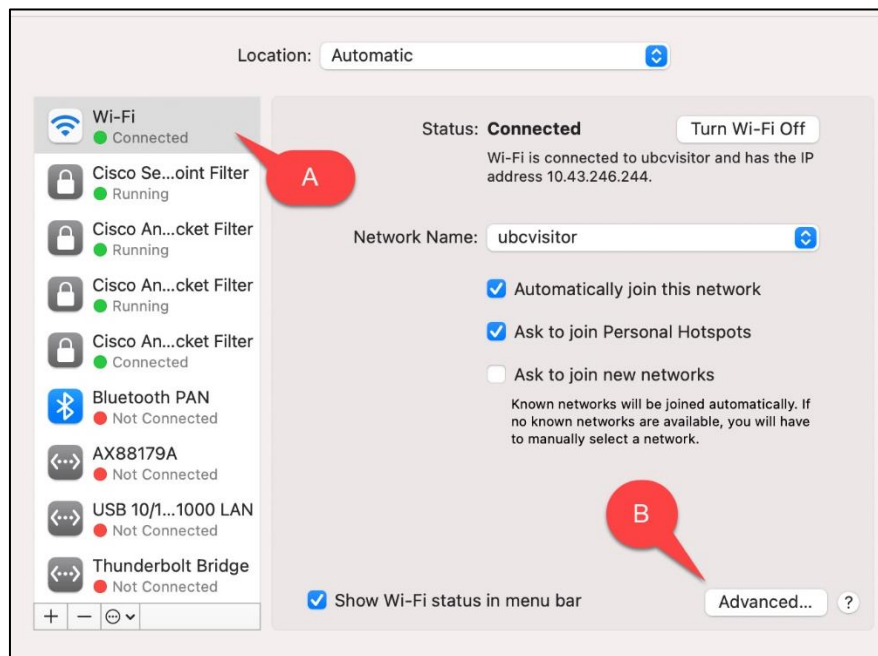 Location: Automatic
Wi-Fi
Connected
Cisco Se...oint Filter
Running
Cisco An...cket Filter
Running
Cisco An...cket Filter
Running
Cisco An...cket Filter
Connected
Bluetooth PAN
Not Connected
AX88179A
Not Connected
USB 10/1...1000 LAN
Not Connected
Thunderbolt Bridge
Not Connected
A
Status: Connected Turn Wi-Fi Off
Wi-Fi is connected to ubcvisitor and has the IP
address 10.43.246.244.
Network Name: ubcvisitor
Automatically join this network
Ask to join Personal Hotspots
Ask to join new networks
Known networks will be joined automatically. If
no known networks are available, you will have
to manually select a network.
B
Show Wi-Fi status in menu bar Advanced... ?